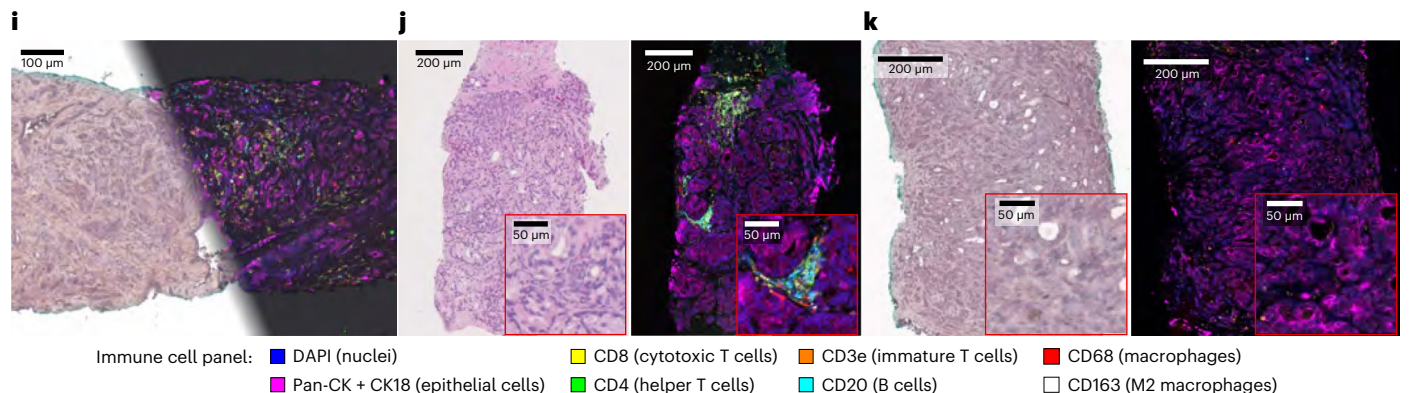 i
j
k
100 µm
200 µm
200 µm
200 µm
200 µm
50 µm
50 µm
50 µm
50 µm
Immune cell panel: DAPI (nuclei) CD8 (cytotoxic T cells) CD3e (immature T cells) CD68 (macrophages)
Pan-CK + CK18 (epithelial cells) CD4 (helper T cells) CD20 (B cells) CD163 (M2 macrophages)